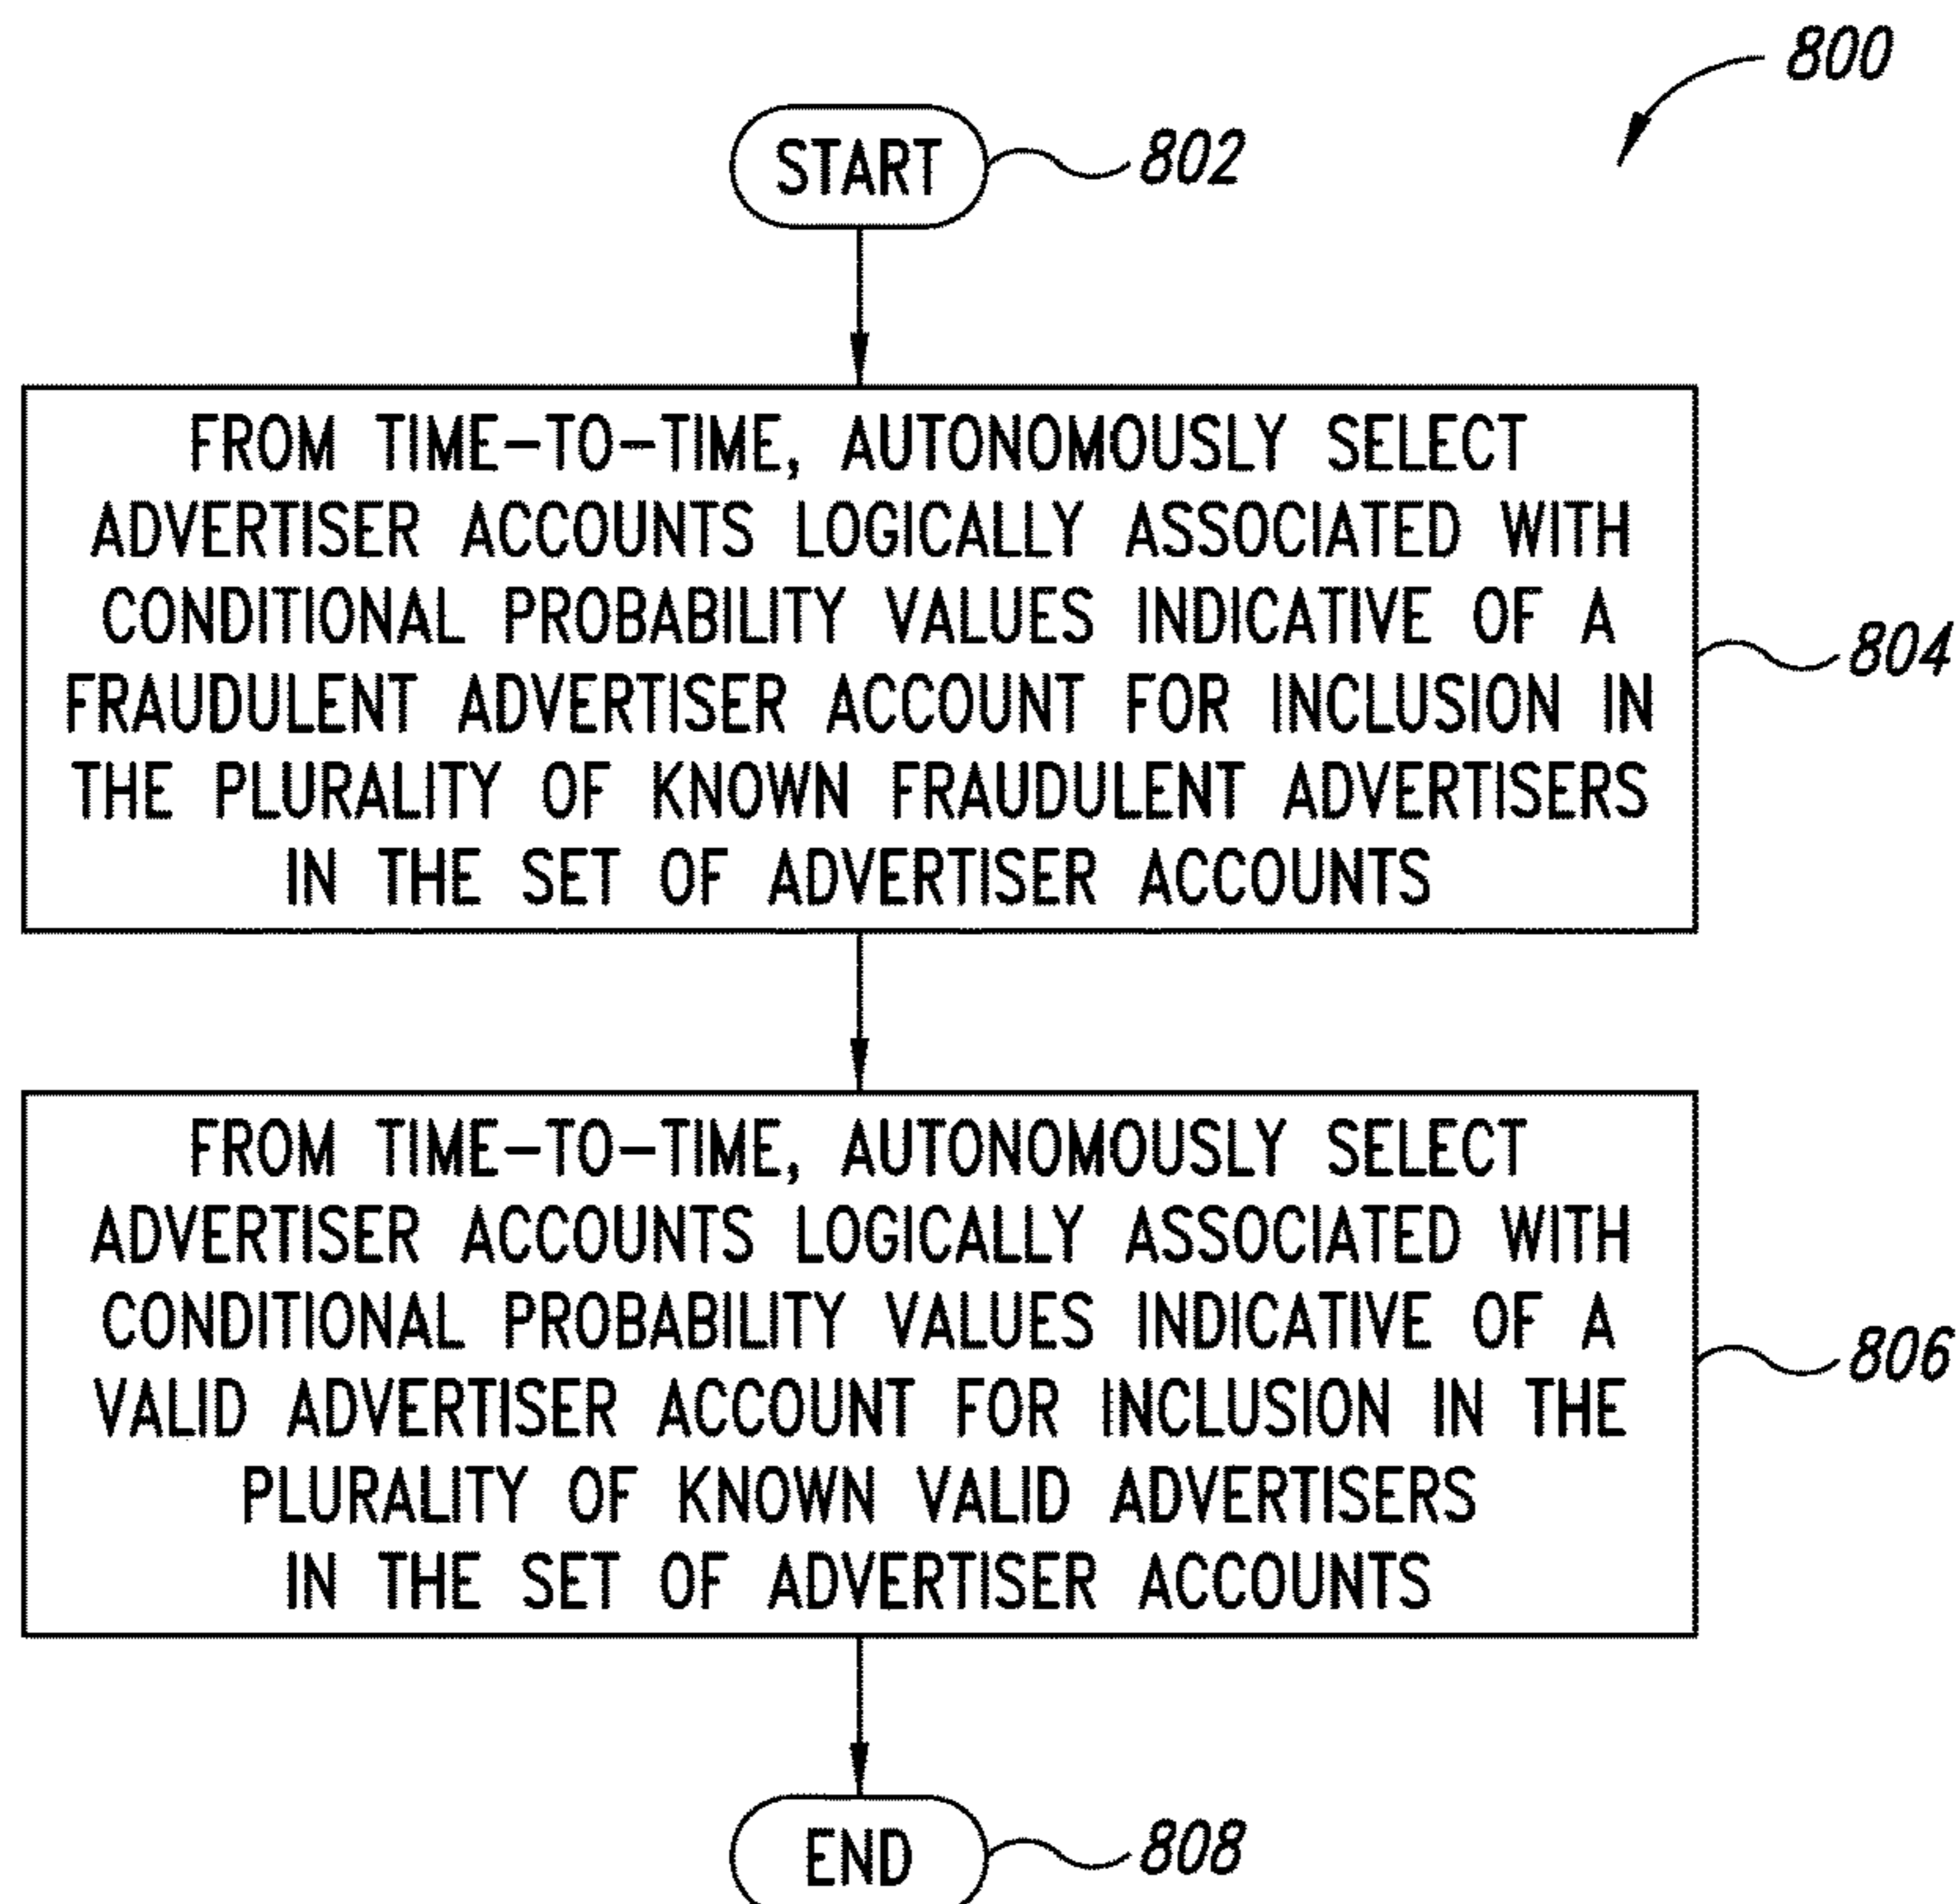 800
START
802
FROM TIME-TO-TIME, AUTONOMOUSLY SELECT
ADVERTISER ACCOUNTS LOGICALLY ASSOCIATED WITH
CONDITIONAL PROBABILITY VALUES INDICATIVE OF A
FRAUDULENT ADVERTISER ACCOUNT FOR INCLUSION IN
THE PLURALITY OF KNOWN FRAUDULENT ADVERTISERS
IN THE SET OF ADVERTISER ACCOUNTS
804
FROM TIME-TO-TIME, AUTONOMOUSLY SELECT
ADVERTISER ACCOUNTS LOGICALLY ASSOCIATED WITH
CONDITIONAL PROBABILITY VALUES INDICATIVE OF A
VALID ADVERTISER ACCOUNT FOR INCLUSION IN THE
PLURALITY OF KNOWN VALID ADVERTISERS
IN THE SET OF ADVERTISER ACCOUNTS
806
END
808